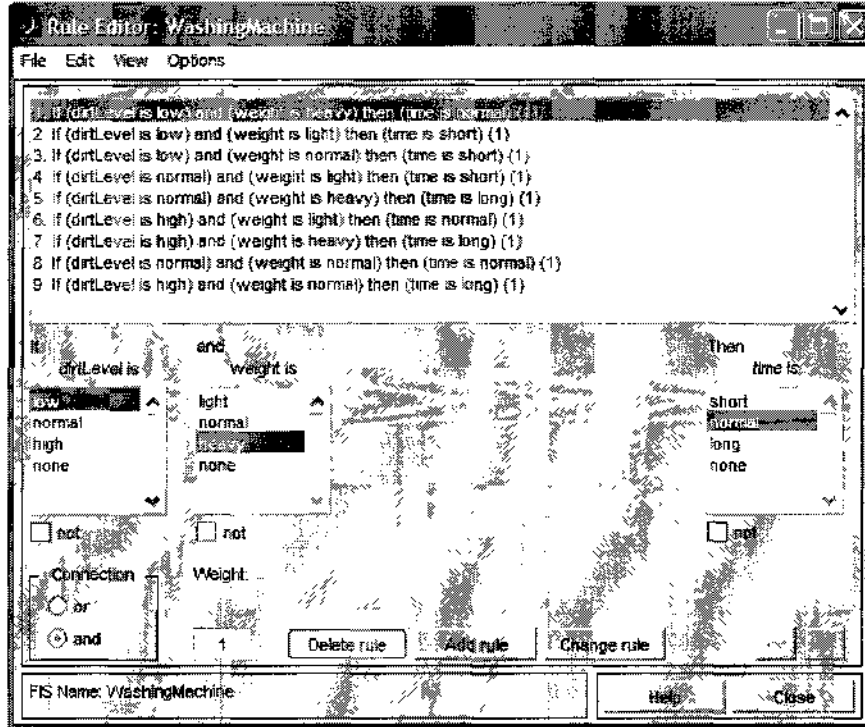 Rule Editor: WashingMachine
File Edit View Options
1. If (dirtLevel is low) and (weight is heavy) then (time is normal) (1)
2. If (dirtLevel is low) and (weight is light) then (time is short) (1)
3. If (dirtLevel is low) and (weight is normal) then (time is short) (1)
4. If (dirtLevel is normal) and (weight is light) then (time is short) (1)
5. If (dirtLevel is normal) and (weight is heavy) then (time is long) (1)
6. If (dirtLevel is high) and (weight is light) then (time is normal) (1)
7. If (dirtLevel is high) and (weight is heavy) then (time is long) (1)
8. If (dirtLevel is normal) and (weight is normal) then (time is normal) (1)
9. If (dirtLevel is high) and (weight is normal) then (time is long) (1)
If and Then
dirtLevel is weight is time is
low light short
normal normal normal
high heavy long
none none none
not not not
Connection Weight:
or
and 1 Delete rule Add rule Change rule
FIS Name: WashingMachine Help Close